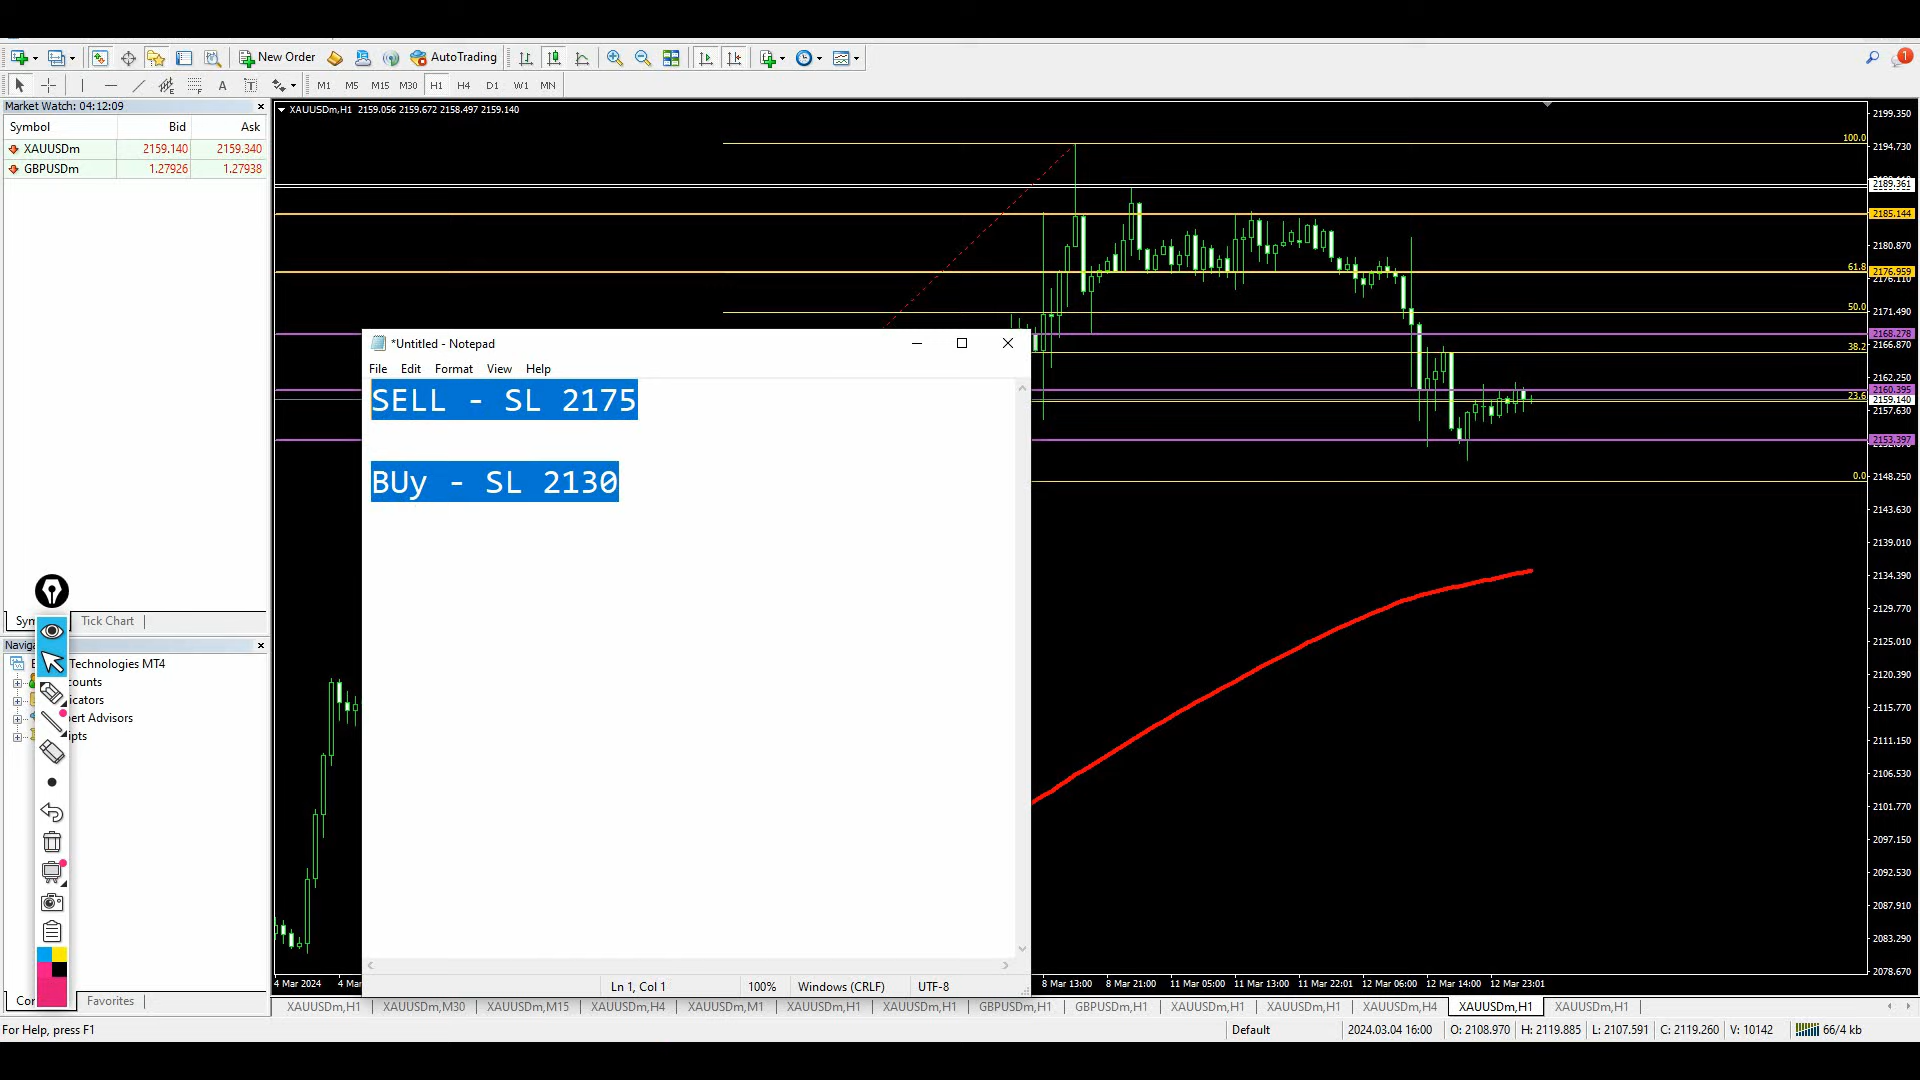 New Order
AutoTrading
1
A
T
M1 M5 M15 M30 H1 H4 D1 W1 MN
Market Watch: 04:12:09
Symbol Bid Ask
XAUUSDm 2159.140 2159.340
GBPUSDm 1.27926 1.27938
Tick Chart
Technologies MT4
Favorites
XAUUSDm,H1 2159.056 2159.672 2158.497 2159.140
*Untitled - Notepad
File Edit Format View Help
SELL - SL 2175
BUy - SL 2130
Ln 1, Col 1 100% Windows (CRLF) UTF-8
100.0
61.8
50.0
38.2
23.6
0.0
2199.350
2194.730
2189.361
2185.144
2180.870
2176.959
2171.490
2168.278
2166.870
2162.250
2160.395
2159.140
2157.630
2153.397
2148.250
2143.630
2139.010
2134.390
2129.770
2125.010
2120.390
2115.770
2111.150
2106.530
2101.770
2097.150
2092.530
2087.910
2083.290
2078.670
4 Mar 2024
8 Mar 13:00 8 Mar 21:00 11 Mar 05:00 11 Mar 13:00 11 Mar 22:01 12 Mar 06:00 12 Mar 14:00 12 Mar 23:01
XAUUSDm,H1 XAUUSDm,M30 XAUUSDm,M15 XAUUSDm,H4 XAUUSDm,M1 XAUUSDm,H1 XAUUSDm,H1 GBPUSDm,H1 GBPUSDm,H1 XAUUSDm,H1 XAUUSDm,H1 XAUUSDm,H4 XAUUSDm,H1 XAUUSDm,H1
For Help, press F1
Default 2024.03.04 16:00 O: 2108.970 H: 2119.885 L: 2107.591 C: 2119.260 V: 10142 66/4 kb